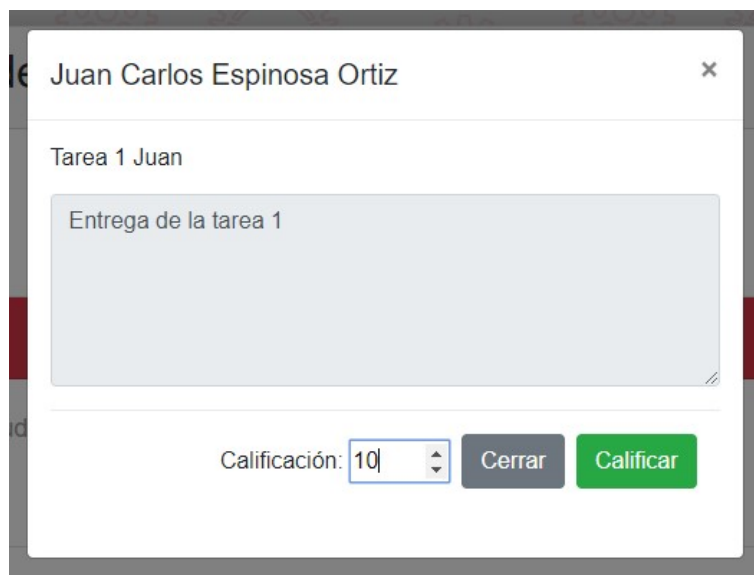 Juan Carlos Espinosa Ortiz ×
Tarea 1 Juan
Entrega de la tarea 1
Calificación: 10 Cerrar Calificar